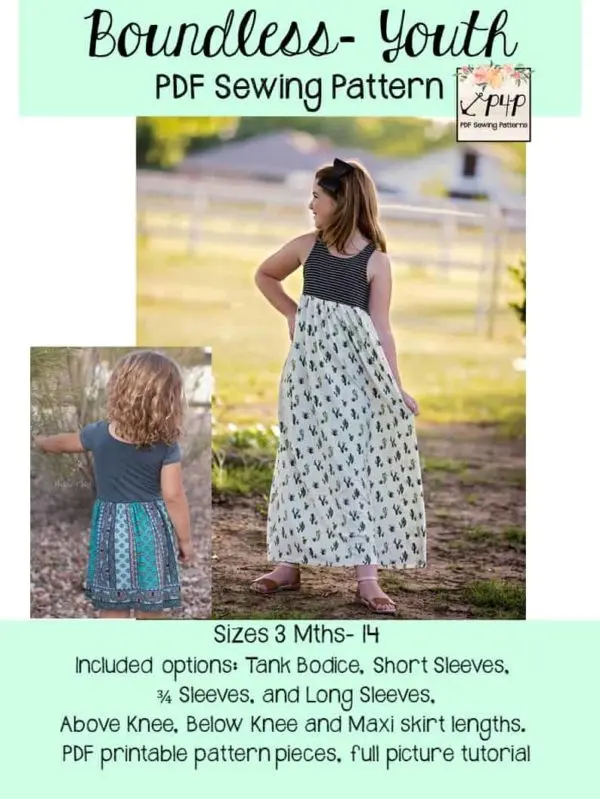 Boundless- Youth
PDF Sewing Pattern
P4P
PDF Sewing Patterns
Sizes 3 Mths- 14
Included options: Tank Bodice, Short Sleeves,
¾ Sleeves, and Long Sleeves,
Above Knee, Below Knee and Maxi skirt lengths.
PDF printable pattern pieces, full picture tutorial